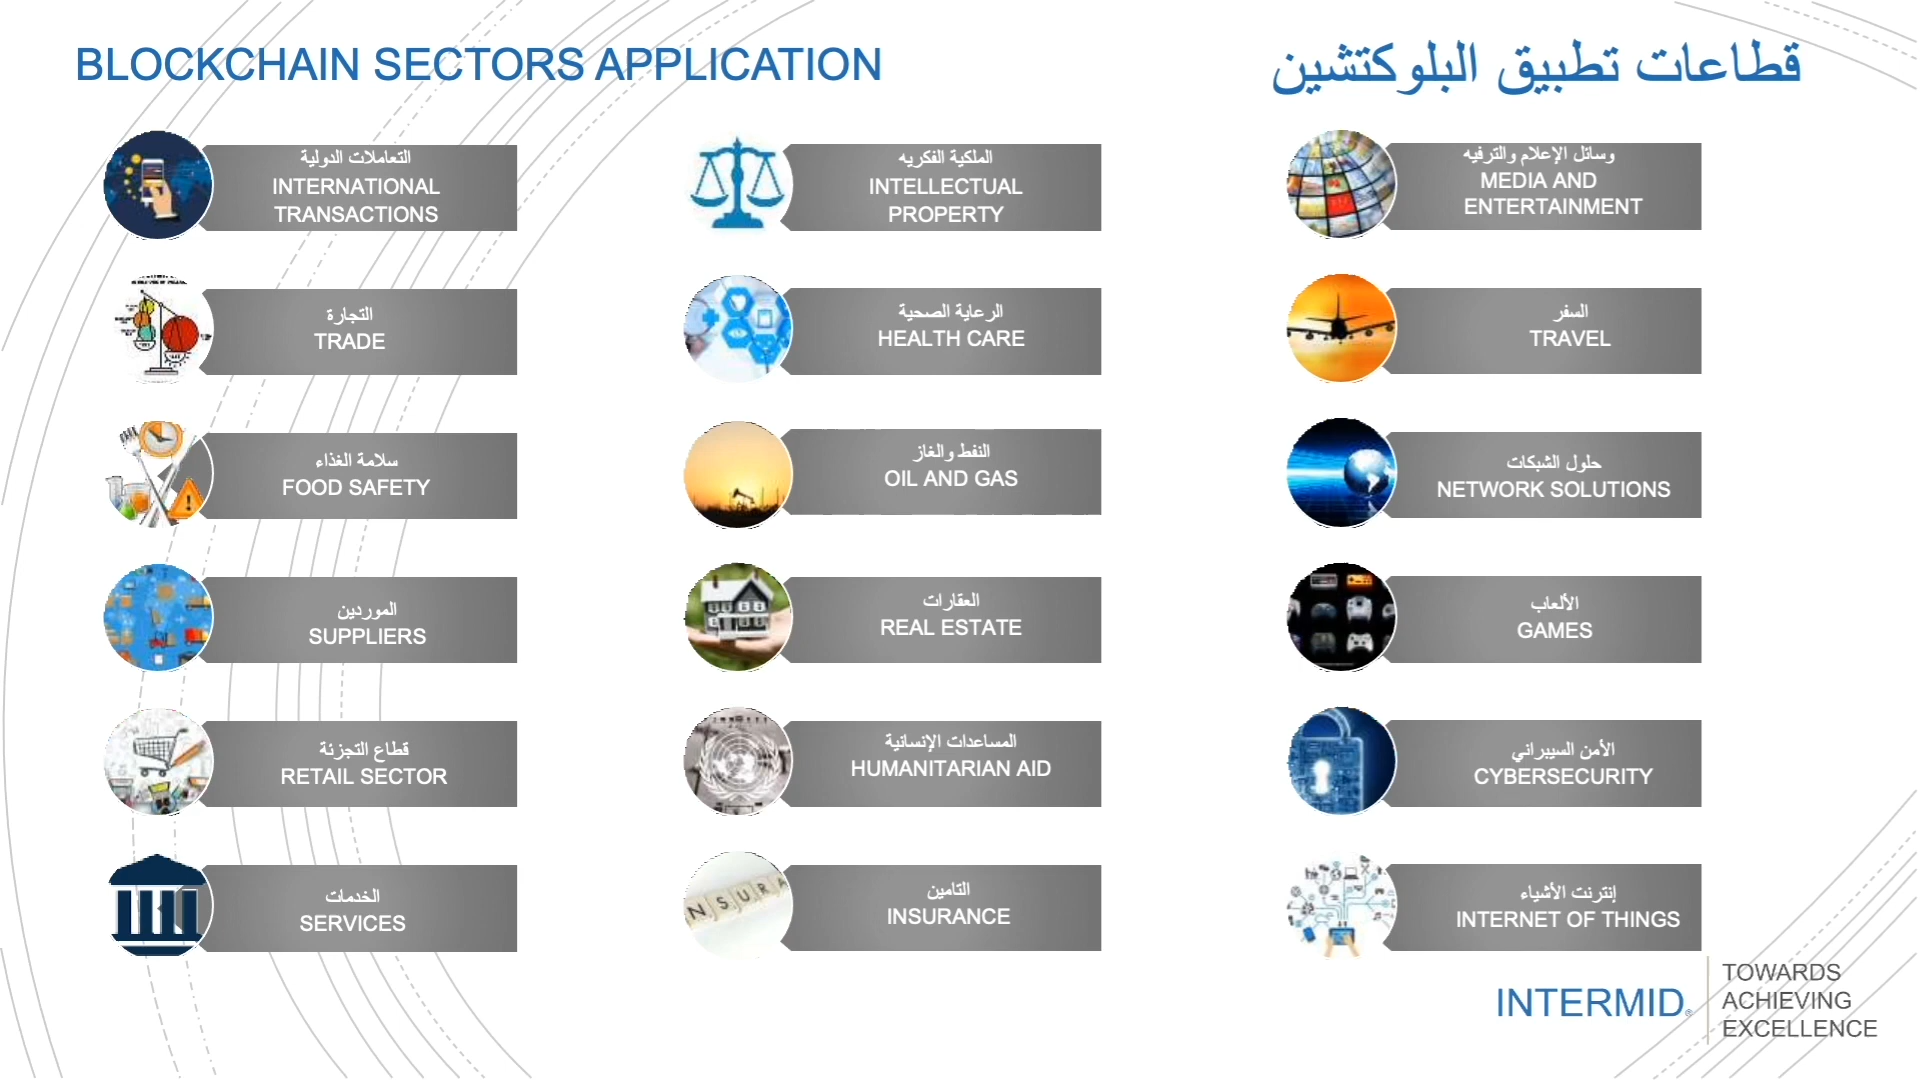 BLOCKCHAIN SECTORS APPLICATION
قطاعات تطبيق البلوكتشين
التعاملات الدولية
INTERNATIONAL
TRANSACTIONS
التجارة
TRADE
سلامة الغذاء
FOOD SAFETY
الموردين
SUPPLIERS
قطاع التجزئة
RETAIL SECTOR
الخدمات
SERVICES
الملكية الفكريه
INTELLECTUAL
PROPERTY
الرعاية الصحية
HEALTH CARE
النفط والغاز
OIL AND GAS
العقارات
REAL ESTATE
المساعدات الإنسانية
HUMANITARIAN AID
التامين
INSURANCE
وسائل الإعلام والترفيه
MEDIA AND
ENTERTAINMENT
السفر
TRAVEL
حلول الشبكات
NETWORK SOLUTIONS
الألعاب
GAMES
الأمن السيبراني
CYBERSECURITY
إنترنت الأشياء
INTERNET OF THINGS
NSURA
INTERMID®
TOWARDS
ACHIEVING
EXCELLENCE